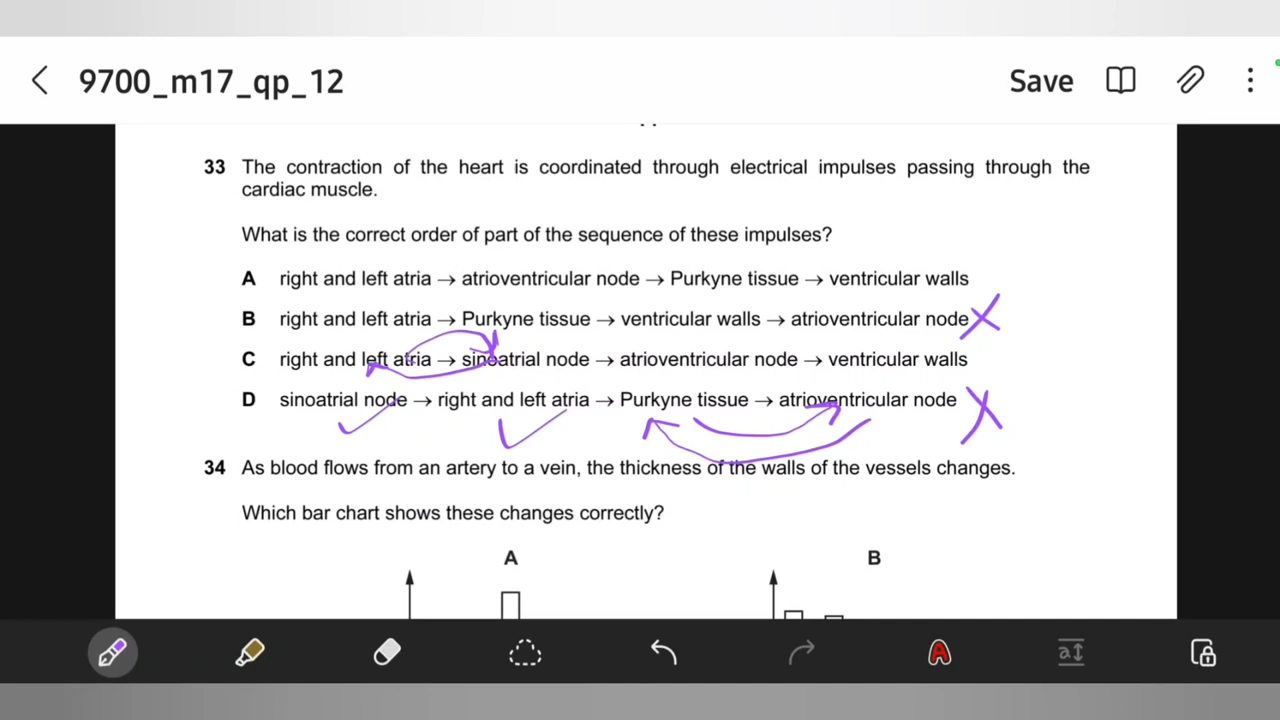 9700_m17_qp_12
Save
33 The contraction of the heart is coordinated through electrical impulses passing through the
cardiac muscle.
What is the correct order of part of the sequence of these impulses?
A right and left atria → atrioventricular node → Purkyne tissue → ventricular walls
B right and left atria → Purkyne tissue → ventricular walls → atrioventricular node
C right and left atria → sinoatrial node → atrioventricular node → ventricular walls
D sinoatrial node → right and left atria → Purkyne tissue → atrioventricular node
34 As blood flows from an artery to a vein, the thickness of the walls of the vessels changes.
Which bar chart shows these changes correctly?
A B
A a